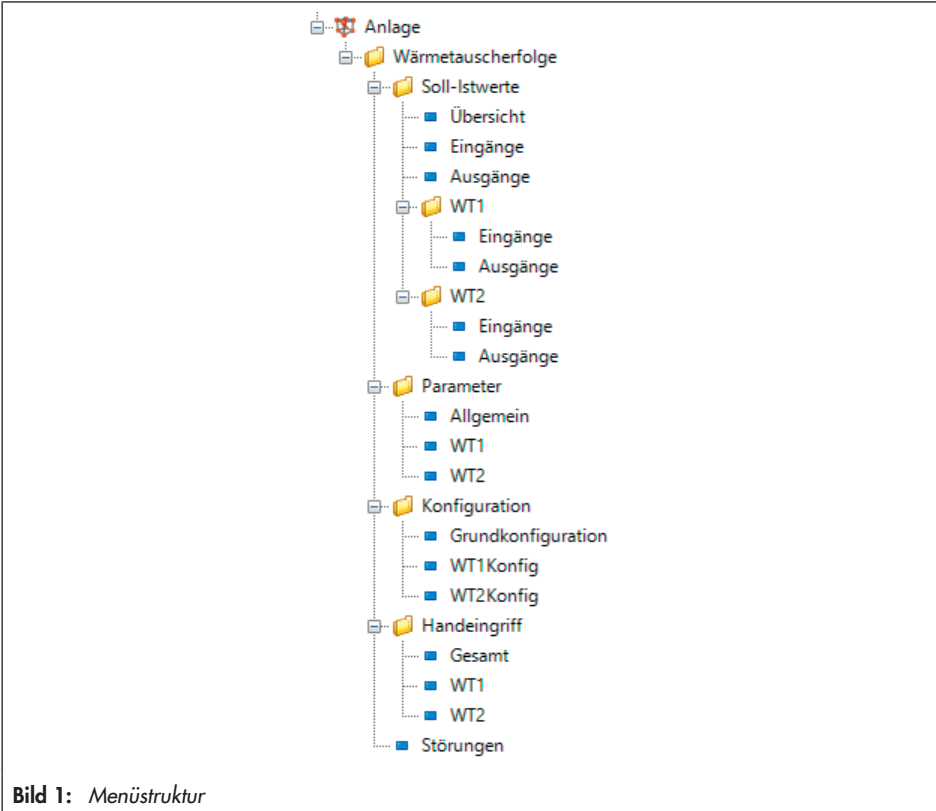 Anlage
Wärmetauscherfolge
Soll-Istwerte
Übersicht
Eingänge
Ausgänge
WT1
Eingänge
Ausgänge
WT2
Eingänge
Ausgänge
Parameter
Allgemein
WT1
WT2
Konfiguration
Grundkonfiguration
WT1Konfig
WT2Konfig
Handeingriff
Gesamt
WT1
WT2
Störungen
Bild 1: Menüstruktur